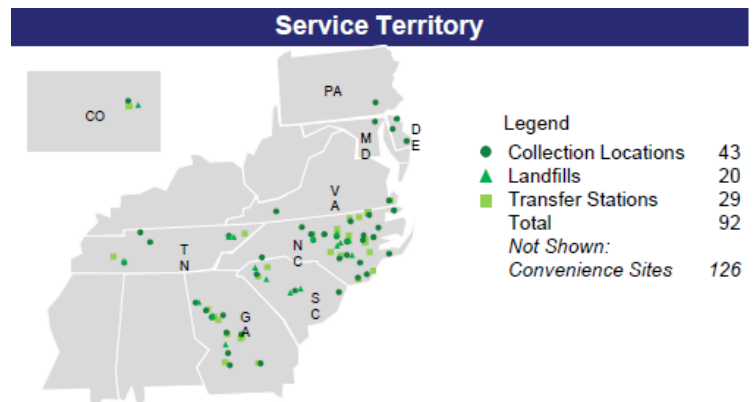 Service Territory
PA
CO
D
E
M
D
V
A
T
N
N
C
S
C
G
A
Legend
Collection Locations 43
Landfills 20
Transfer Stations 29
Total 92
Not Shown:
Convenience Sites 126